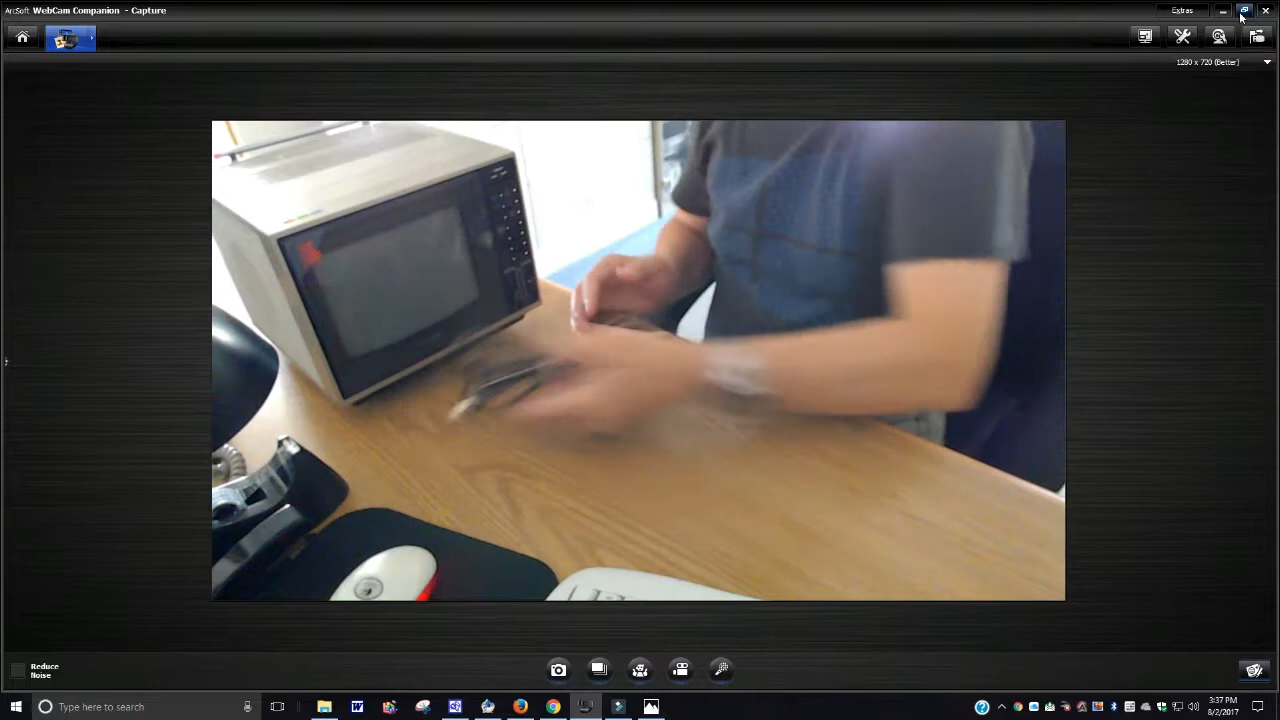 ArcSoft WebCam Companion - Capture
Extras
1280 x 720 (Better)
Reduce
Noise
Type here to search
3:37 PM
8/2/2017